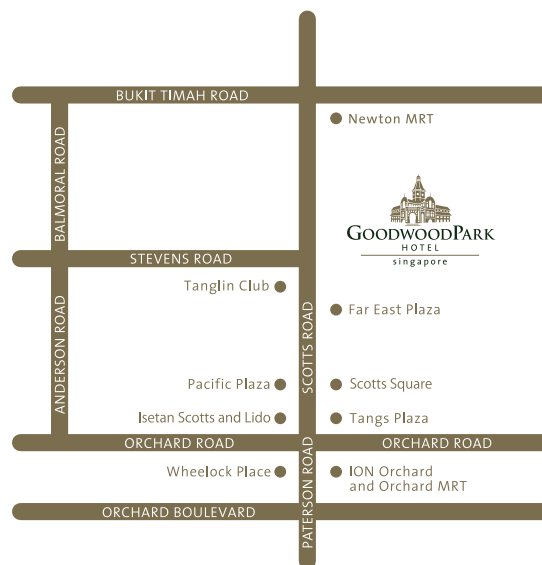 BUKIT TIMAH ROAD
Newton MRT
BALMORAL ROAD
GOODWOODPARK
HOTEL
singapore
STEVENS ROAD
Tanglin Club
Far East Plaza
ANDERSON ROAD
SCOTTS ROAD
Pacific Plaza
Scotts Square
Isetan Scotts and Lido
Tangs Plaza
ORCHARD ROAD
ORCHARD ROAD
Wheelock Place
ION Orchard
and Orchard MRT
PATERSON ROAD
ORCHARD BOULEVARD